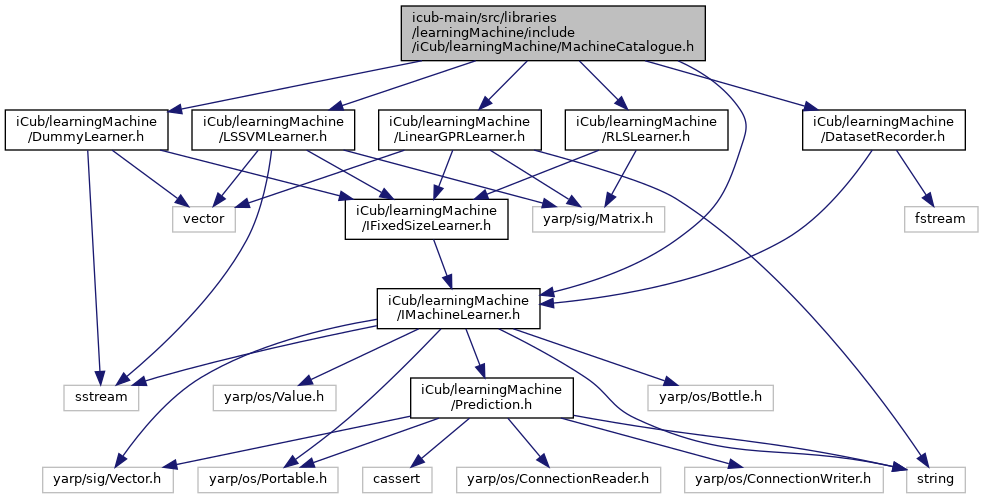 icub-main/src/libraries
/learningMachine/include
/iCub/learningMachine/MachineCatalogue.h
iCub/learningMachine
/DummyLearner.h
iCub/learningMachine
/LSSVMLearner.h
iCub/learningMachine
/LinearGPRLearner.h
iCub/learningMachine
/RLSLearner.h
iCub/learningMachine
/DatasetRecorder.h
vector
iCub/learningMachine
/IFixedSizeLearner.h
yarp/sig/Matrix.h
fstream
iCub/learningMachine
/IMachineLearner.h
sstream
yarp/os/Value.h
iCub/learningMachine
/Prediction.h
yarp/os/Bottle.h
yarp/sig/Vector.h
yarp/os/Portable.h
cassert
yarp/os/ConnectionReader.h
yarp/os/ConnectionWriter.h
string